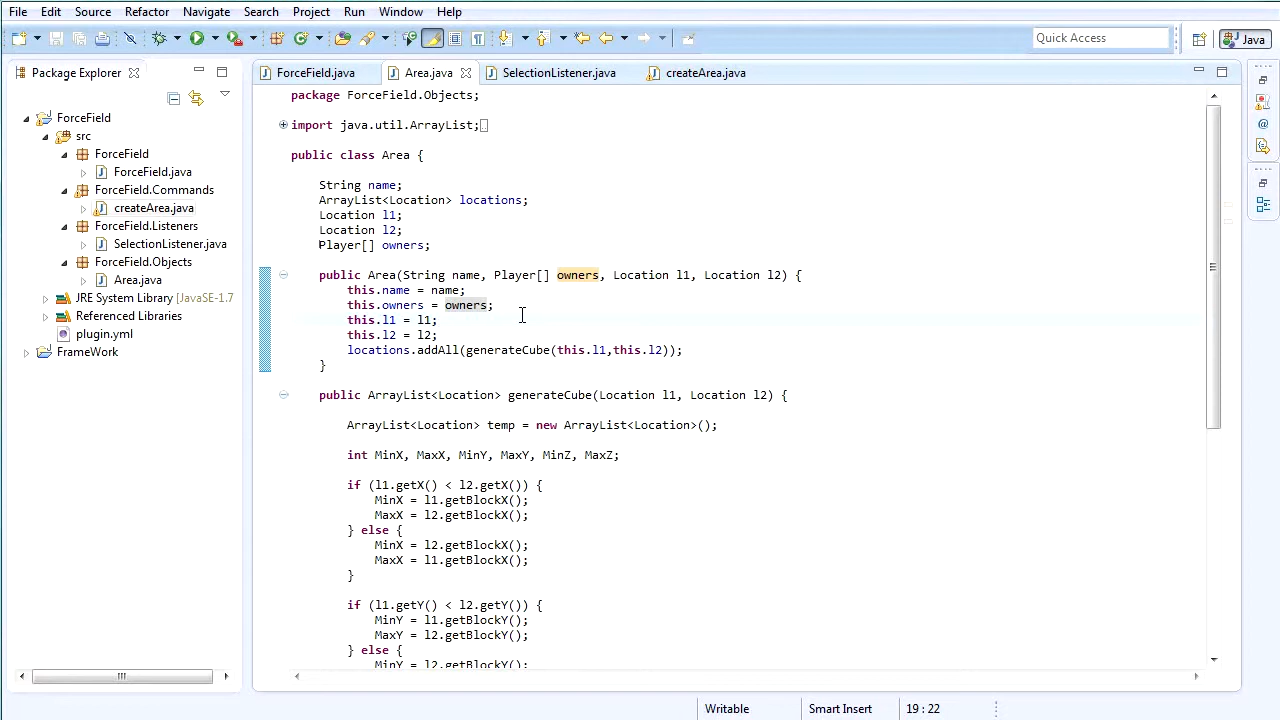 File Edit Source Refactor Navigate Search Project Run Window Help
Quick Access
Java
Package Explorer
ForceField.java
Area.java
SelectionListener.java
createArea.java
ForceField
src
ForceField
ForceField.java
ForceField.Commands
createArea.java
ForceField.Listeners
SelectionListener.java
ForceField.Objects
Area.java
JRE System Library [JavaSE-1.7
Referenced Libraries
plugin.yml
FrameWork
package ForceField.Objects;
import java.util.ArrayList;
public class Area {
String name;
ArrayList<Location> locations;
Location l1;
Location l2;
Player[] owners;
public Area(String name, Player[] owners, Location l1, Location l2) {
this.name = name;
this.owners = owners;
this.l1 = l1;
this.l2 = l2;
locations.addAll(generateCube(this.l1,this.l2));
}
public ArrayList<Location> generateCube(Location l1, Location l2) {
ArrayList<Location> temp = new ArrayList<Location>();
int MinX, MaxX, MinY, MaxY, MinZ, MaxZ;
if (l1.getX() < l2.getX()) {
MinX = l1.getBlockX();
MaxX = l2.getBlockX();
} else {
MinX = l2.getBlockX();
MaxX = l1.getBlockX();
}
if (l1.getY() < l2.getY()) {
MinY = l1.getBlockY();
MaxY = l2.getBlockY();
} else {
MinY = l2.getBlockY();
Writable
Smart Insert
19 : 22